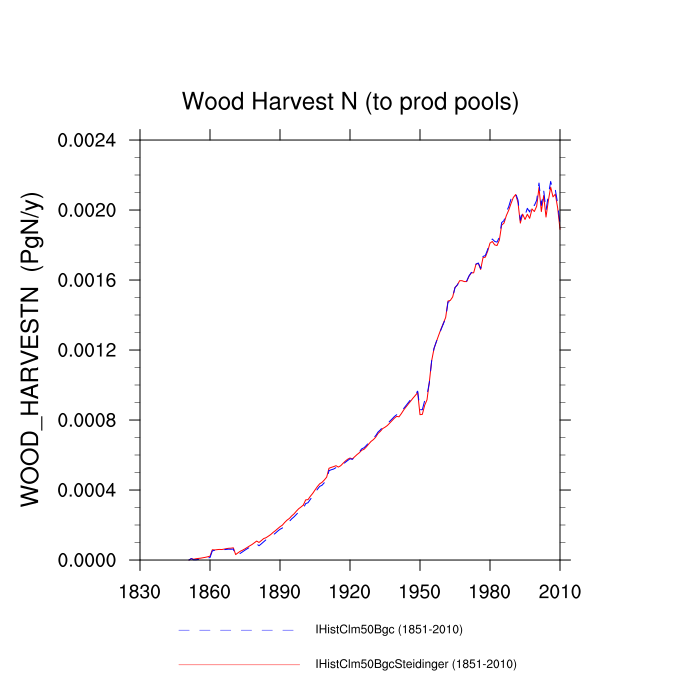 Wood Harvest N (to prod pools)
WOOD_HARVESTN (PgN/y)
0.0024
0.0020
0.0016
0.0012
0.0008
0.0004
0.0000
1830 1860 1890 1920 1950 1980 2010
IHistClm50Bgc (1851-2010)
IHistClm50BgcSteidinger (1851-2010)